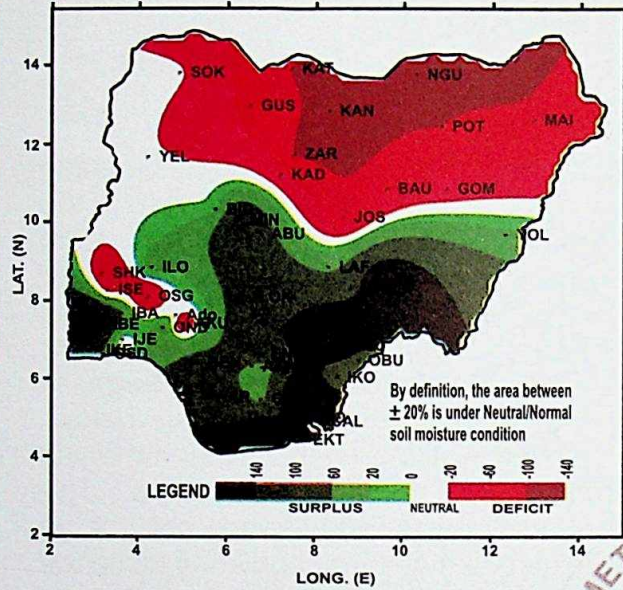 14
12
10
8
6
4
2
LAT. (N)
SOK
KAT
NGU
GUS
KAN
POT
MAI
ZAR
YEL
KAD
BAU
GOM
JOS
ABU
YOL
ILO
LAF
SHK
ISE
OSG
IBA
IJE
OBU
IKO
EKT
By definition, the area between
± 20% is under Neutral/Normal
soil moisture condition
LEGEND
140
100
60
20
0
-20
-60
-100
-140
SURPLUS
NEUTRAL
DEFICIT
2
4
6
8
10
12
14
LONG. (E)